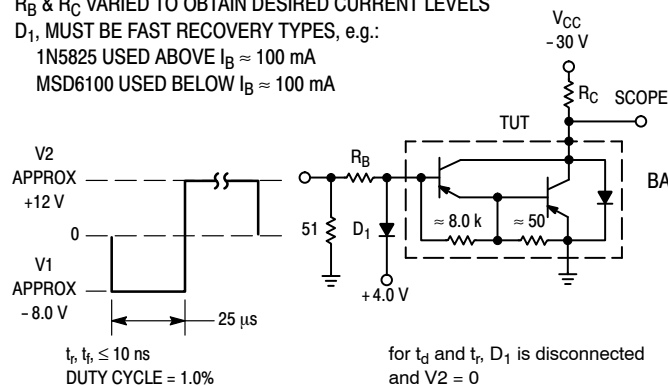 R_B & R_C VARIED TO OBTAIN DESIRED CURRENT LEVELS
D_1, MUST BE FAST RECOVERY TYPES, e.g.:
1N5825 USED ABOVE I_B ≈ 100 mA
MSD6100 USED BELOW I_B ≈ 100 mA
V_CC
- 30 V
R_C
SCOPE
TUT
V2
APPROX
+12 V
0
V1
APPROX
- 8.0 V
R_B
51
D_1
+ 4.0 V
≈ 8.0 k
≈ 50
BA
25 μs
t_r, t_f, ≤ 10 ns
DUTY CYCLE = 1.0%
for t_d and t_r, D_1 is disconnected
and V2 = 0